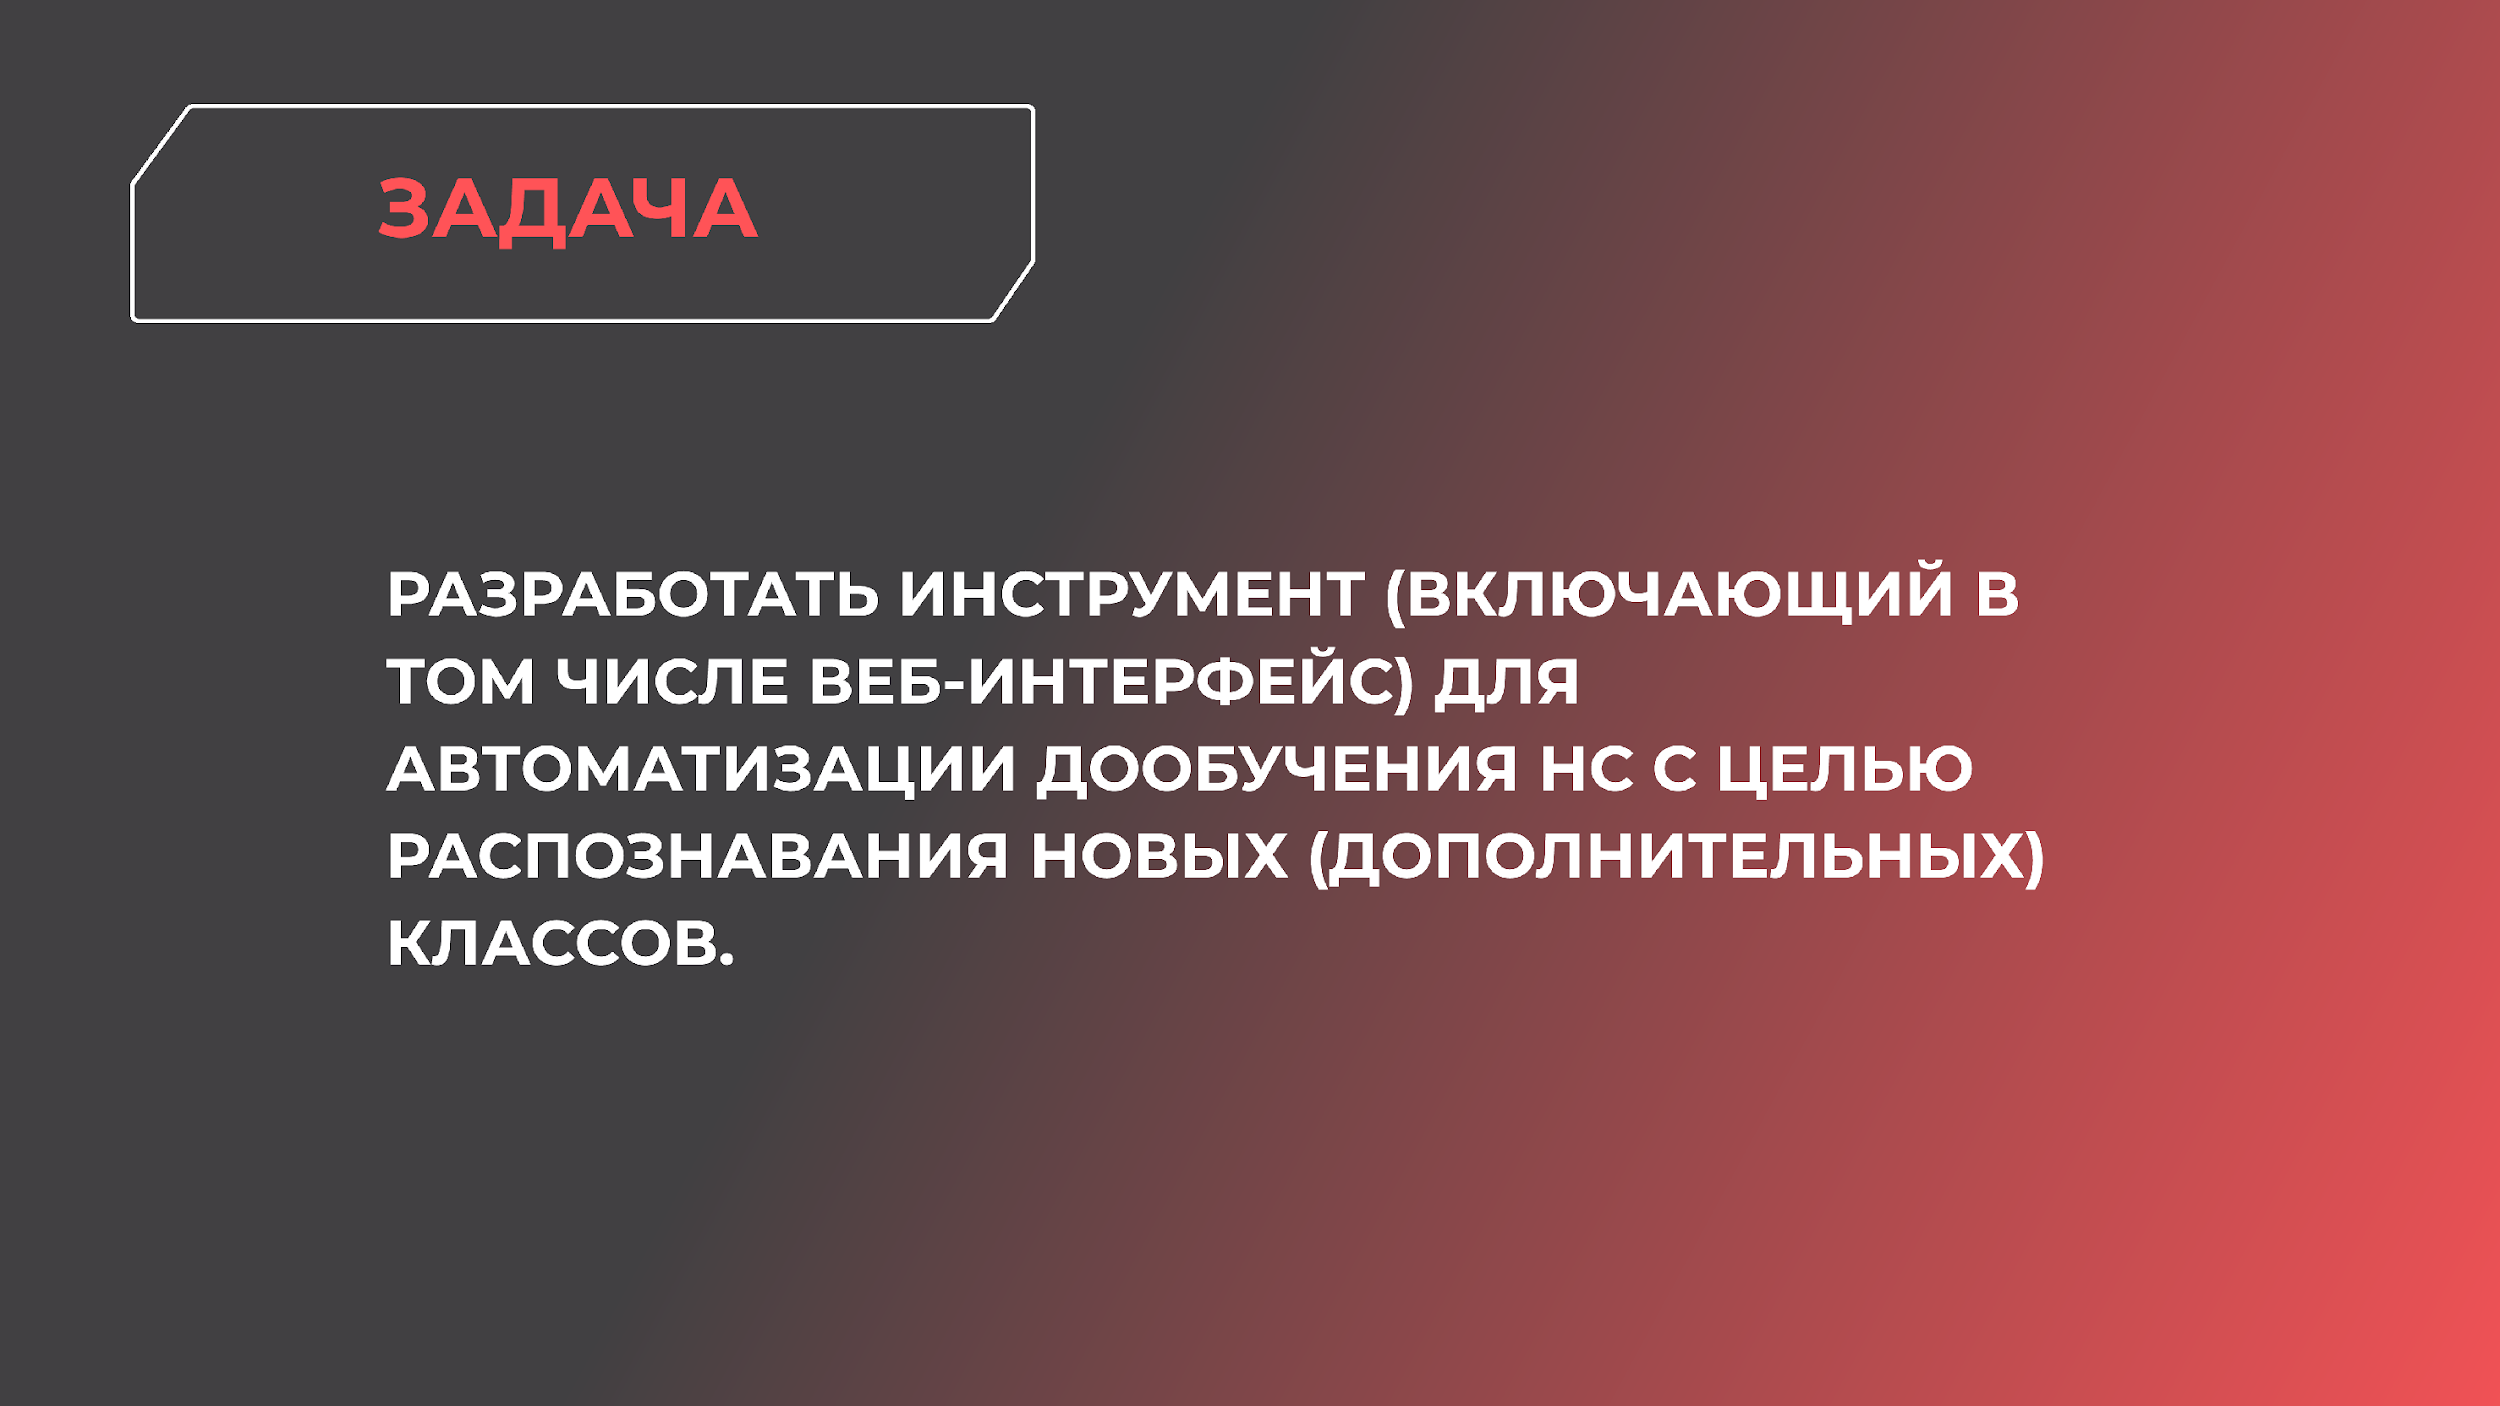 ЗАДАЧА
РАЗРАБОТАТЬ ИНСТРУМЕНТ (ВКЛЮЧАЮЩИЙ В
ТОМ ЧИСЛЕ ВЕБ-ИНТЕРФЕЙС) ДЛЯ
АВТОМАТИЗАЦИИ ДООБУЧЕНИЯ НС С ЦЕЛЬЮ
РАСПОЗНАВАНИЯ НОВЫХ (ДОПОЛНИТЕЛЬНЫХ)
КЛАССОВ.